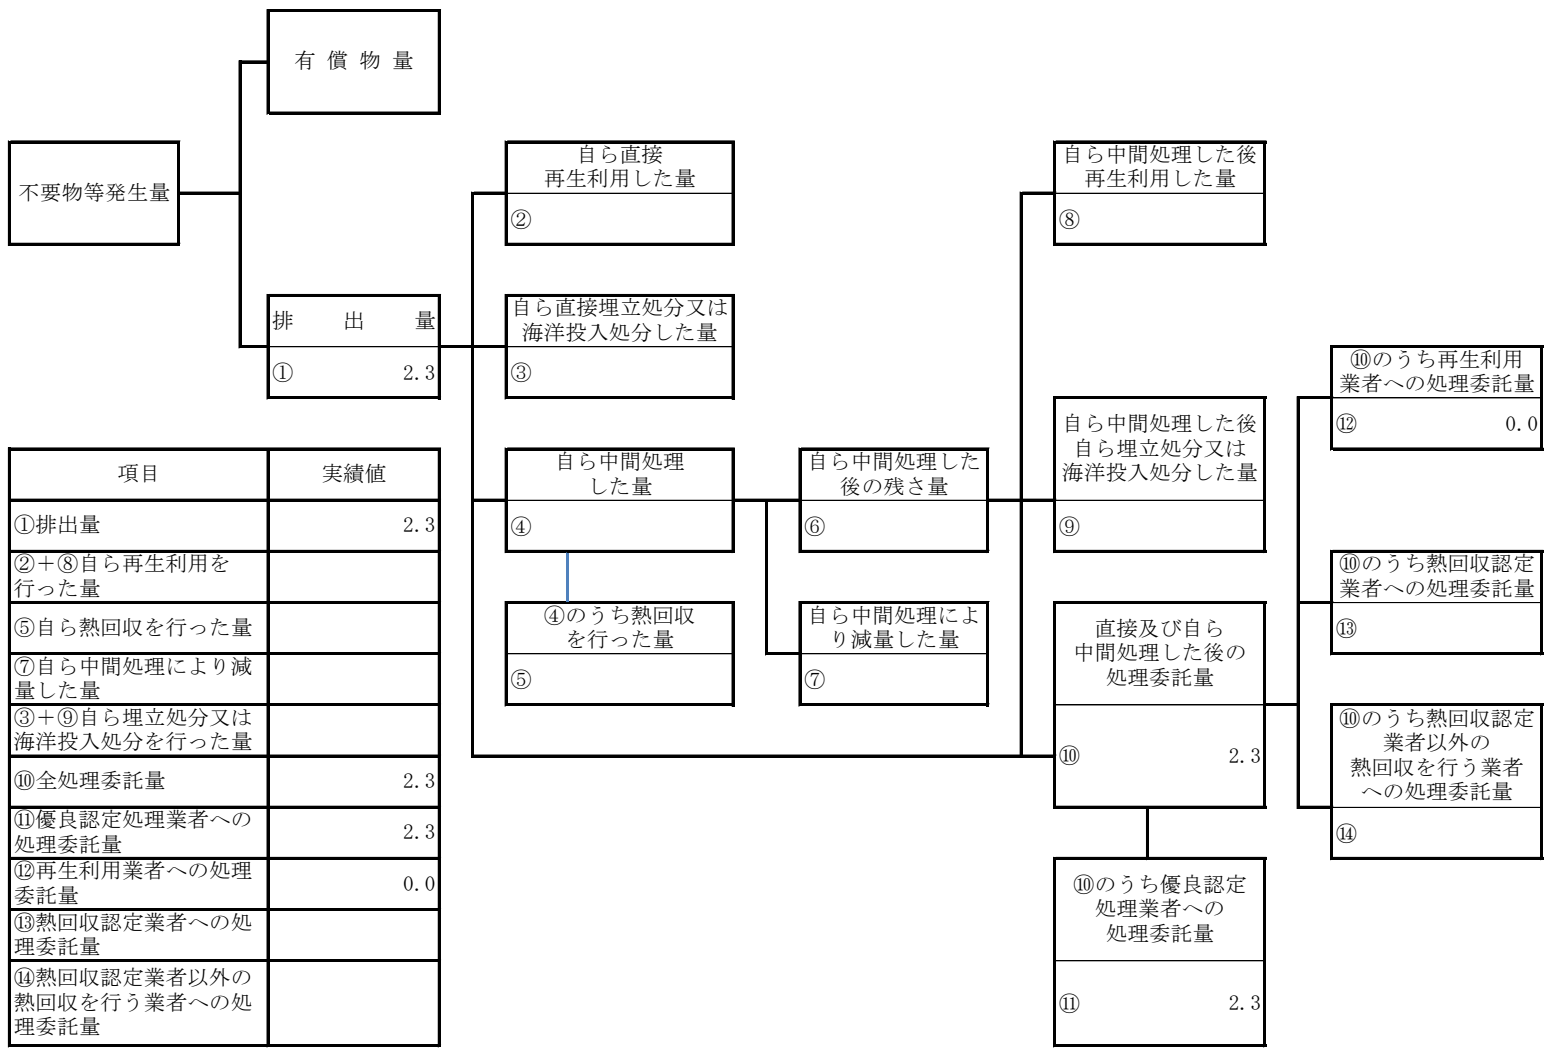 有償物量
不要物等発生量
排出量
① 2.3
自ら直接
再生利用した量
②
自ら直接埋立処分又は
海洋投入処分した量
③
自ら中間処理
した量
④
④のうち熱回収
を行った量
⑤
自ら中間処理した
後の残さ量
⑥
自ら中間処理によ
り減量した量
⑦
自ら中間処理した後
再生利用した量
⑧
自ら中間処理した後
自ら埋立処分又は
海洋投入処分した量
⑨
直接及び自ら
中間処理した後の
処理委託量
⑩ 2.3
⑩のうち優良認定
処理業者への
処理委託量
⑪ 2.3
⑩のうち再生利用
業者への処理委託量
⑫ 0.0
⑩のうち熱回収認定
業者への処理委託量
⑬
⑩のうち熱回収認定
業者以外の
熱回収を行う業者
への処理委託量
⑭
項目 実績値
①排出量 2.3
②＋⑧自ら再生利用を
行った量
⑤自ら熱回収を行った量
⑦自ら中間処理により減
量した量
③＋⑨自ら埋立処分又は
海洋投入処分を行った量
⑩全処理委託量 2.3
⑪優良認定処理業者への
処理委託量 2.3
⑫再生利用業者への処理
委託量 0.0
⑬熱回収認定業者への処
理委託量
⑭熱回収認定業者以外の
熱回収を行う業者への処
理委託量